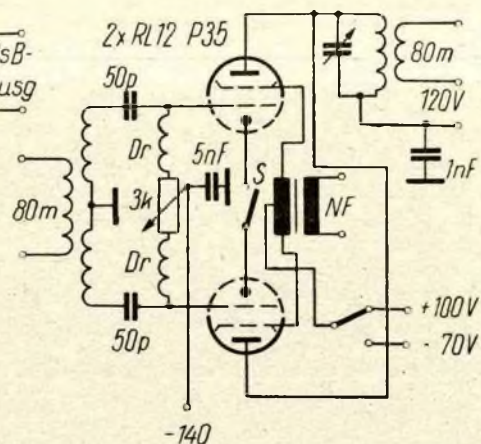 2x RL12 P35
sB-
usg
50p
80m
120V
Dr
5nF
S
1nF
3k
NF
80m
Dr
50p
+100V
- 70V
-140